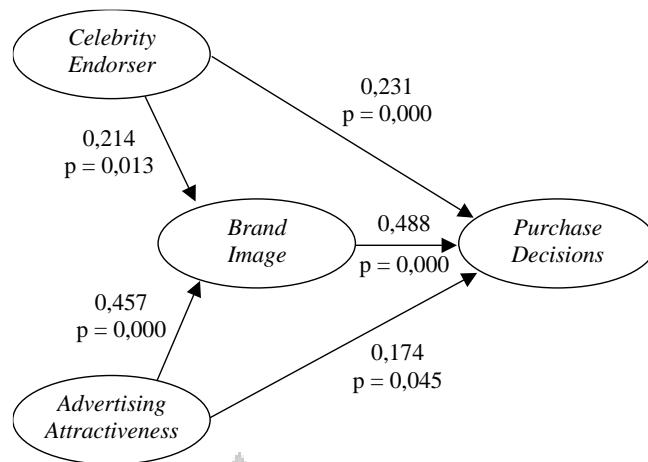 Celebrity
Endorser
0,231
p = 0,000
0,214
p = 0,013
Brand
Image
0,488
p = 0,000
Purchase
Decisions
0,457
p = 0,000
0,174
p = 0,045
Advertising
Attractiveness